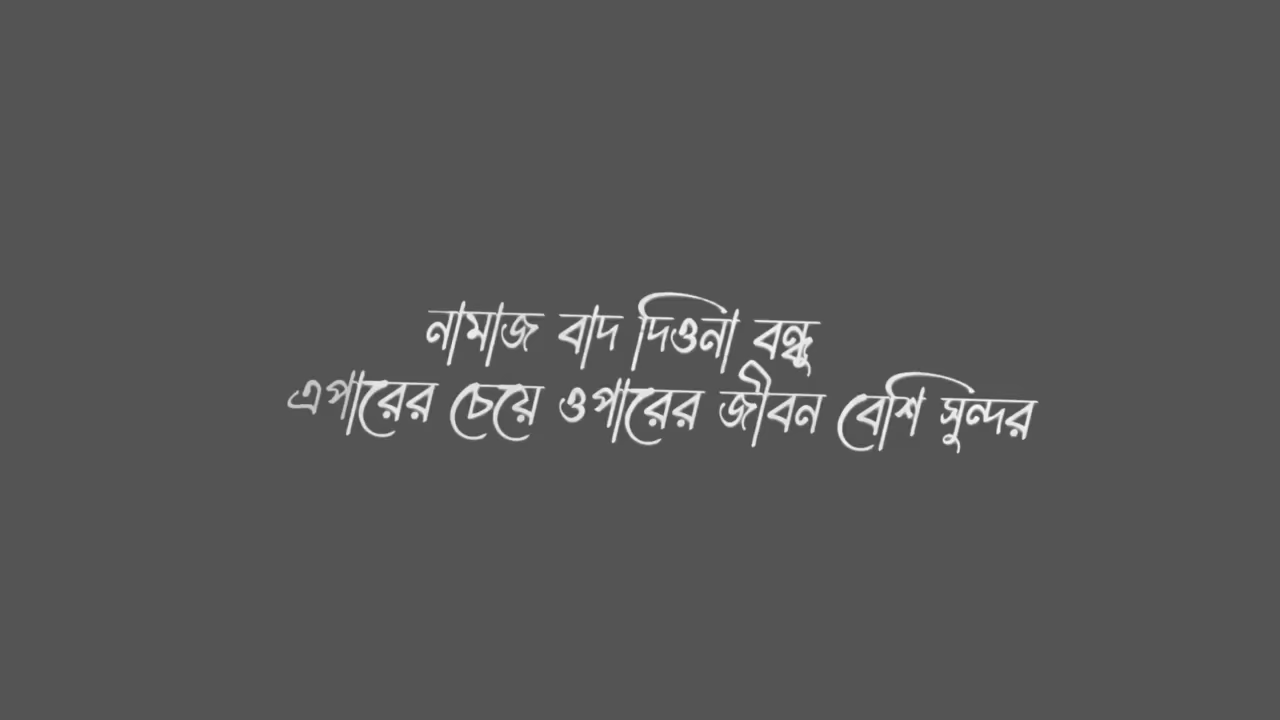 নামাজ বাদ দিওনা বন্ধু
এপারের চেয়ে ওপারের জীবন বেশি সুন্দর